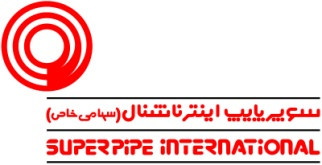 سوپرپایپ اینترناشنال (سهامی خاص)
SUPERPIPE INTERNATIONAL